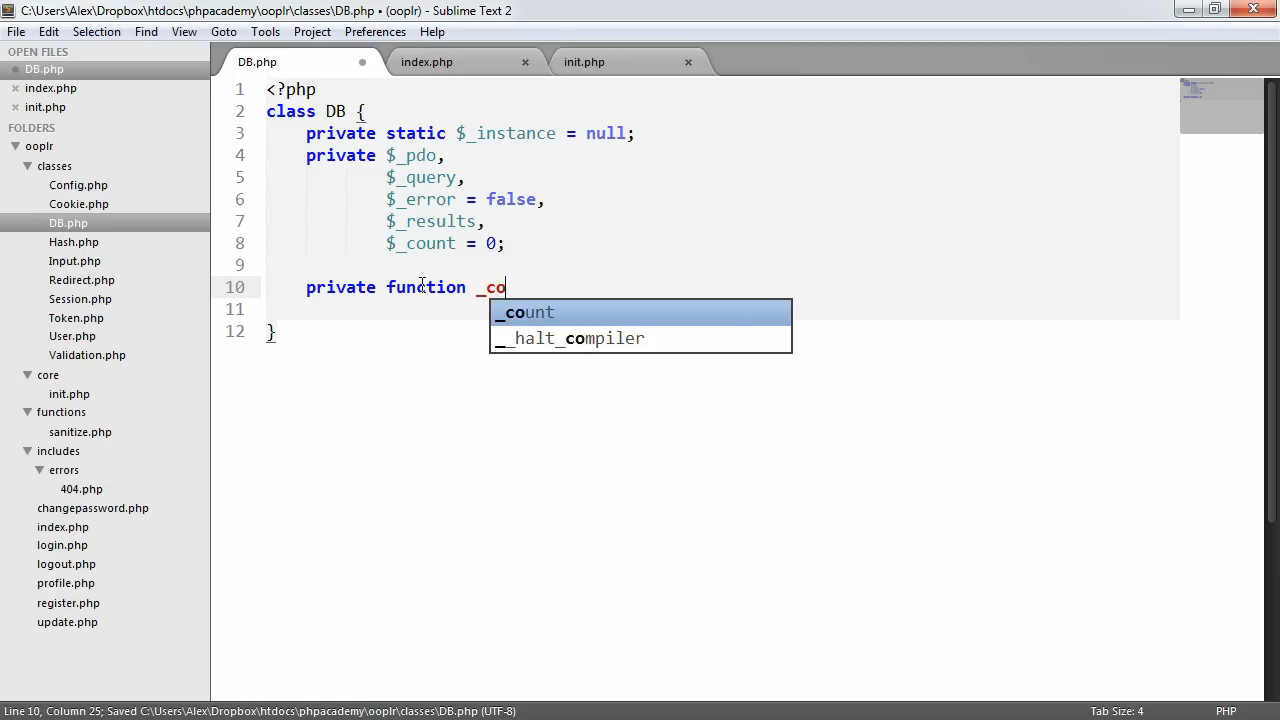 C:\Users\Alex\Dropbox\htdocs\phpacademy\ooplr\classes\DB.php • (ooplr) - Sublime Text 2
File Edit Selection Find View Goto Tools Project Preferences Help
OPEN FILES
DB.php
index.php
init.php
FOLDERS
ooplr
classes
Config.php
Cookie.php
DB.php
Hash.php
Input.php
Redirect.php
Session.php
Token.php
User.php
Validation.php
core
init.php
functions
sanitize.php
includes
errors
404.php
changepassword.php
index.php
login.php
logout.php
profile.php
register.php
update.php
DB.php index.php init.php
1 <?php
2 class DB {
3 private static $_instance = null;
4 private $_pdo,
5 $_query,
6 $_error = false,
7 $_results,
8 $_count = 0;
9
10 private function _co
11
12 }
_count
__halt_compiler
Line 10, Column 25; Saved C:\Users\Alex\Dropbox\htdocs\phpacademy\ooplr\classes\DB.php (UTF-8) Tab Size: 4 PHP